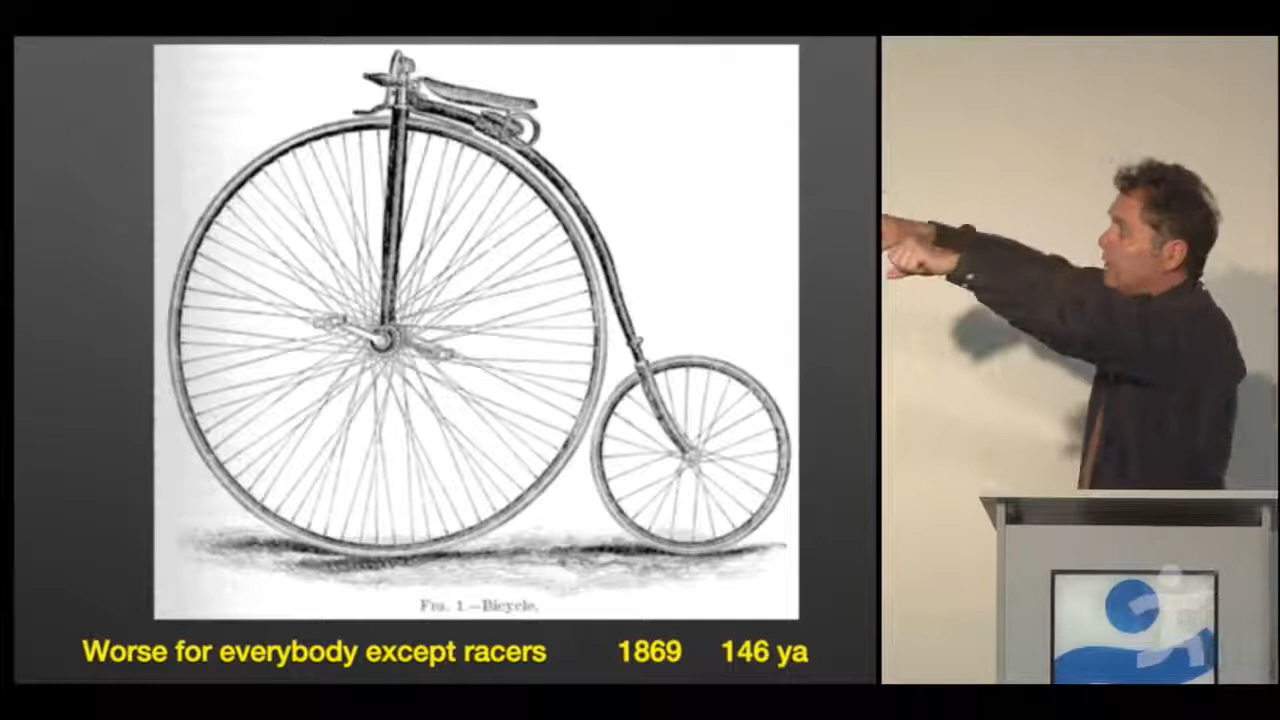 FIG. 1.—Bicycle.
Worse for everybody except racers 1869 146 ya